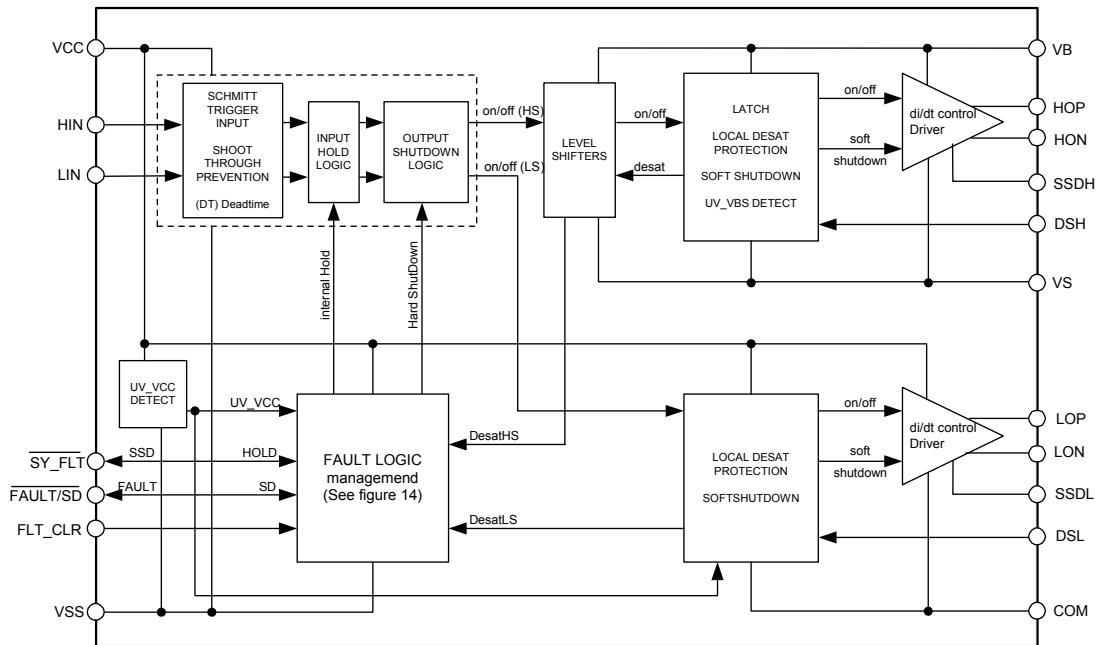 VCC
HIN
LIN
SCHMITT
TRIGGER
INPUT
SHOOT
THROUGH
PREVENTION
(DT) Deadtime
INPUT
HOLD
LOGIC
OUTPUT
SHUTDOWN
LOGIC
on/off (HS)
on/off (LS)
LEVEL
SHIFTERS
on/off
desat
LATCH
LOCAL DESAT
PROTECTION
SOFT SHUTDOWN
UV_VBS DETECT
on/off
soft
shutdown
di/dt control
Driver
VB
HOP
HON
SSDH
DSH
VS
internal Hold
Hard ShutDown
UV_VCC
DETECT
UV_VCC
SY_FLT
SSD
HOLD
FAULT/SD
FAULT
SD
FLT_CLR
VSS
FAULT LOGIC
managemend
(See figure 14)
DesatHS
DesatLS
LOCAL DESAT
PROTECTION
SOFTSHUTDOWN
on/off
soft
shutdown
di/dt control
Driver
LOP
LON
SSDL
DSL
COM